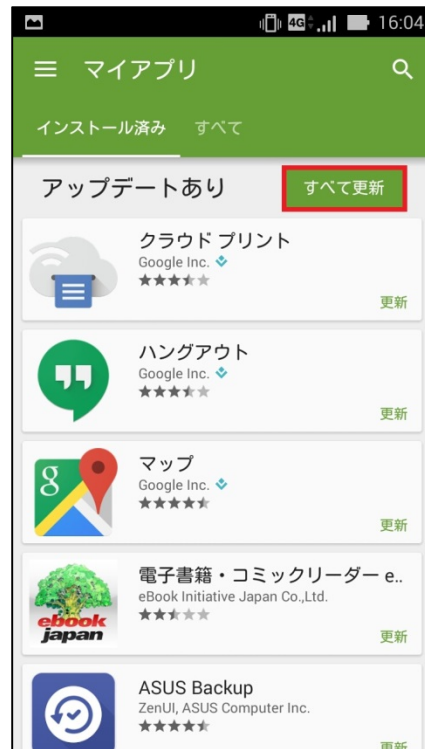 4G 16:04
マイアプリ
インストール済み すべて
アップデートあり すべて更新
クラウド プリント
Google Inc.
更新
ハングアウト
Google Inc.
更新
g
マップ
Google Inc.
更新
ebook
japan
電子書籍・コミックリーダー e..
eBook Initiative Japan Co.,Ltd.
更新
ASUS Backup
ZenUI, ASUS Computer Inc.
更新